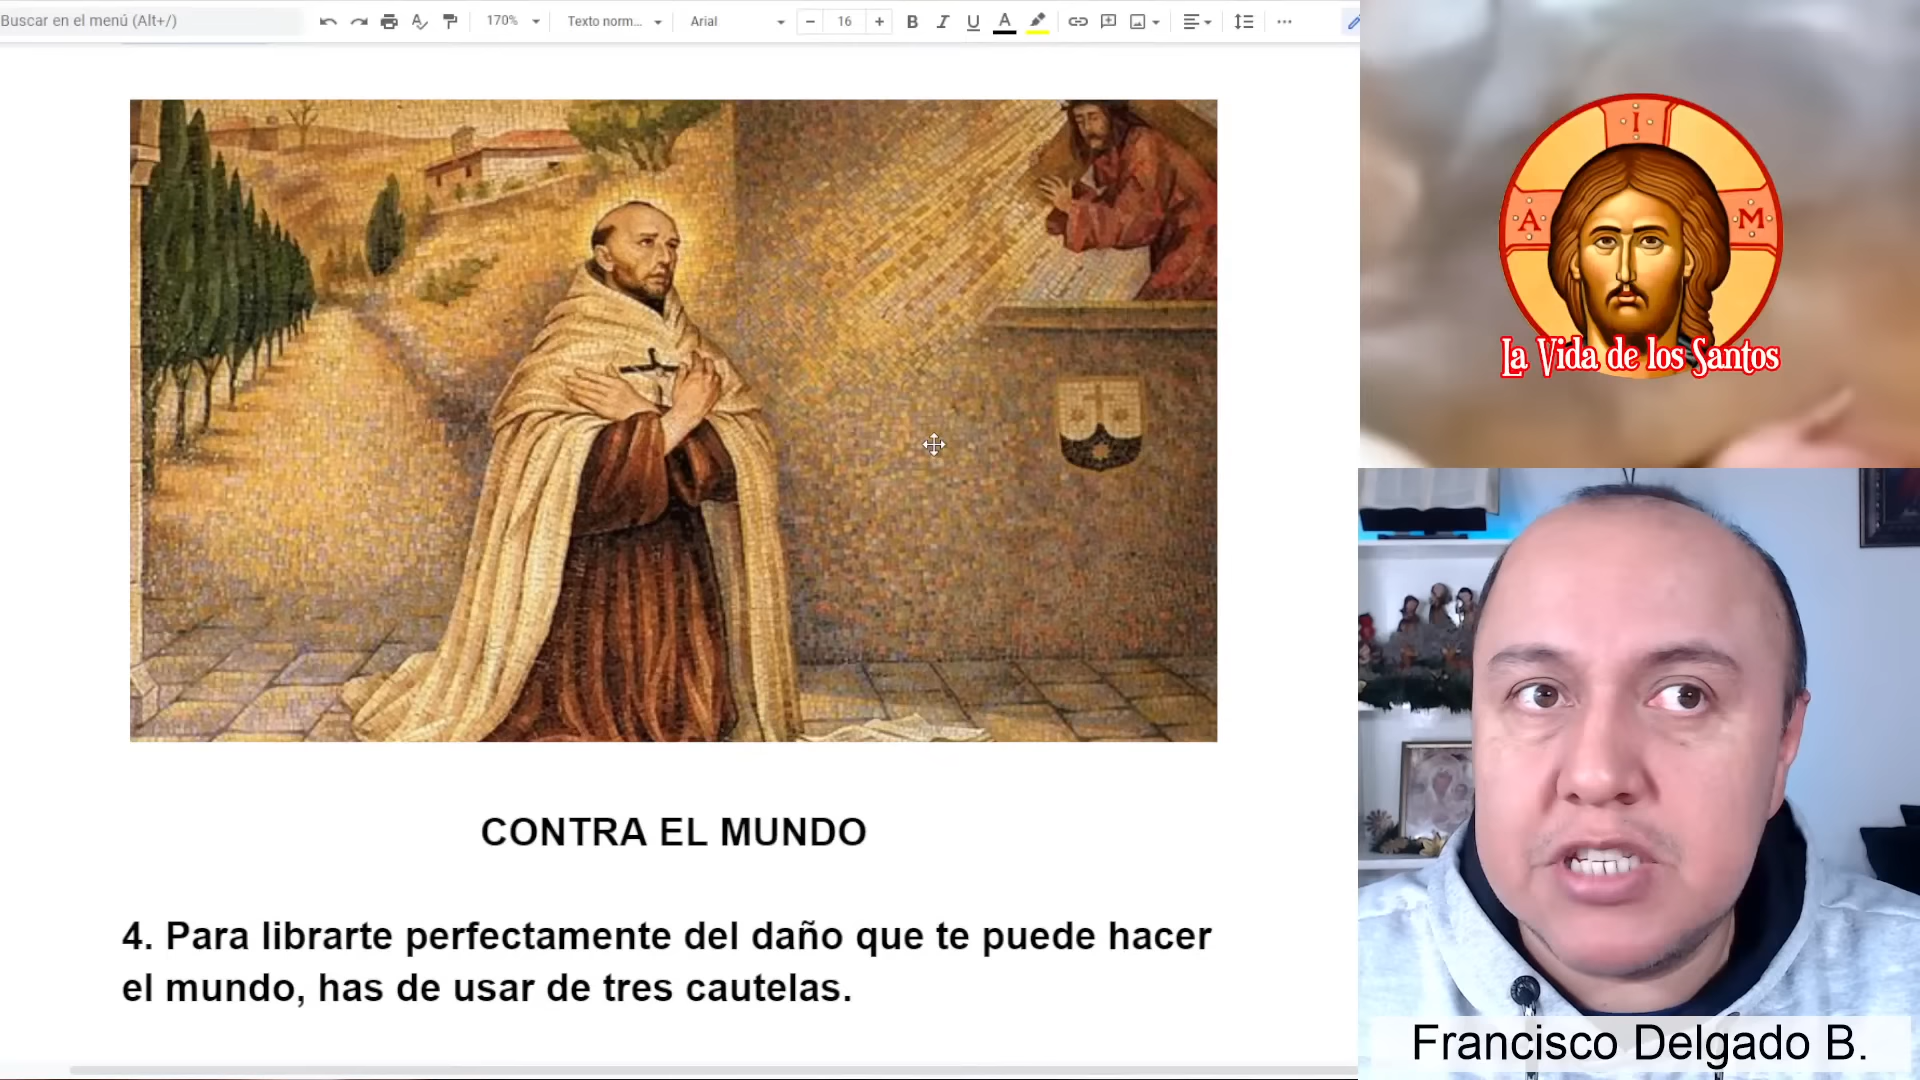 Buscar en el menú (Alt+/)
170%
Texto norm...
Arial
16
B I U A
I
A M
La Vida de los Santos
CONTRA EL MUNDO
4. Para librarte perfectamente del daño que te puede hacer
el mundo, has de usar de tres cautelas.
Francisco Delgado B.